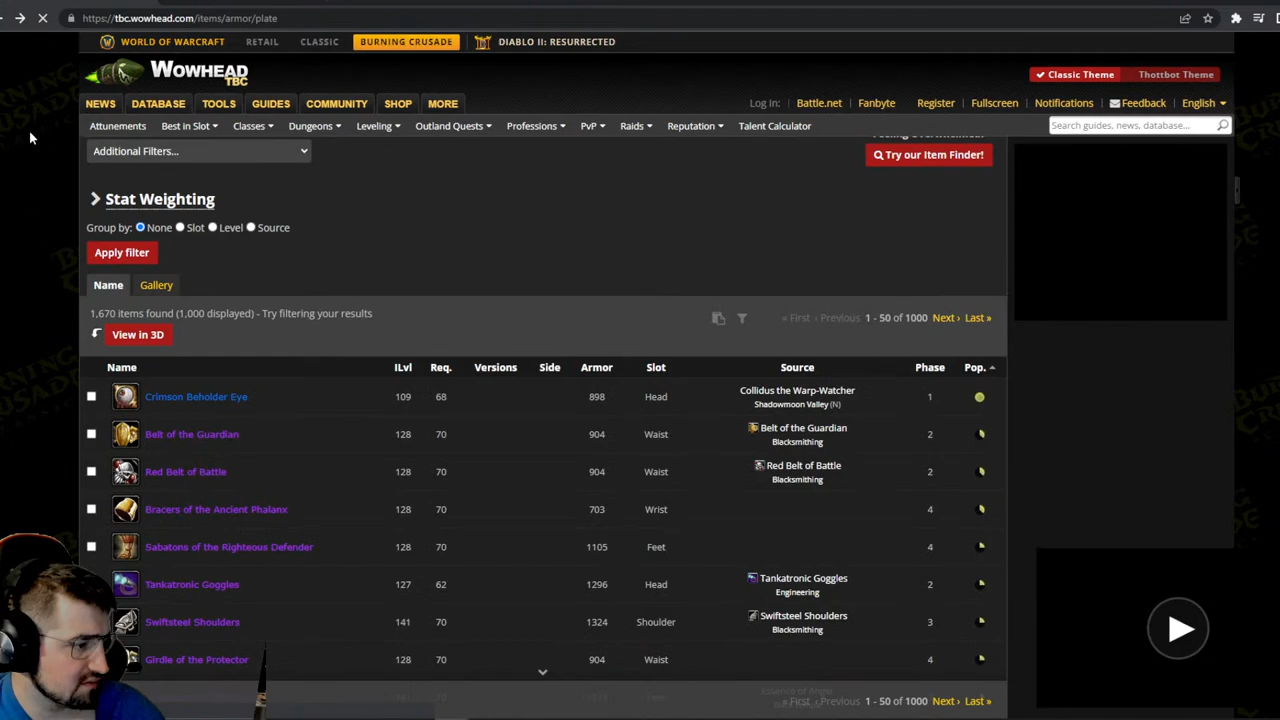 https://tbc.wowhead.com/items/armor/plate
WORLD OF WARCRAFT RETAIL CLASSIC BURNING CRUSADE DIABLO II: RESURRECTED
WOWHEAD TBC
Classic Theme Thottbot Theme
NEWS DATABASE TOOLS GUIDES COMMUNITY SHOP MORE Log In: Battle.net Fanbyte Register Fullscreen Notifications Feedback English
Attunements Best in Slot Classes Dungeons Leveling Outland Quests Professions PvP Raids Reputation Talent Calculator Search guides, news, database...
Additional Filters... Try our Item Finder!
Stat Weighting
Group by: None Slot Level Source
Apply filter
Name Gallery
1,670 items found (1,000 displayed) - Try filtering your results
« First ‹ Previous 1 - 50 of 1000 Next › Last »
View in 3D
Name ILvl Req. Versions Side Armor Slot Source Phase Pop.
Crimson Beholder Eye 109 68 898 Head Collidus the Warp-Watcher 1
Shadowmoon Valley (N)
Belt of the Guardian 128 70 904 Waist Belt of the Guardian 2
Blacksmithing
Red Belt of Battle 128 70 904 Waist Red Belt of Battle 2
Blacksmithing
Bracers of the Ancient Phalanx 128 70 703 Wrist 4
Sabatons of the Righteous Defender 128 70 1105 Feet 4
Tankatronic Goggles 127 62 1296 Head Tankatronic Goggles 2
Engineering
Swiftsteel Shoulders 141 70 1324 Shoulder Swiftsteel Shoulders 3
Blacksmithing
Girdle of the Protector 128 70 904 Waist 4
« First ‹ Previous 1 - 50 of 1000 Next › Last »